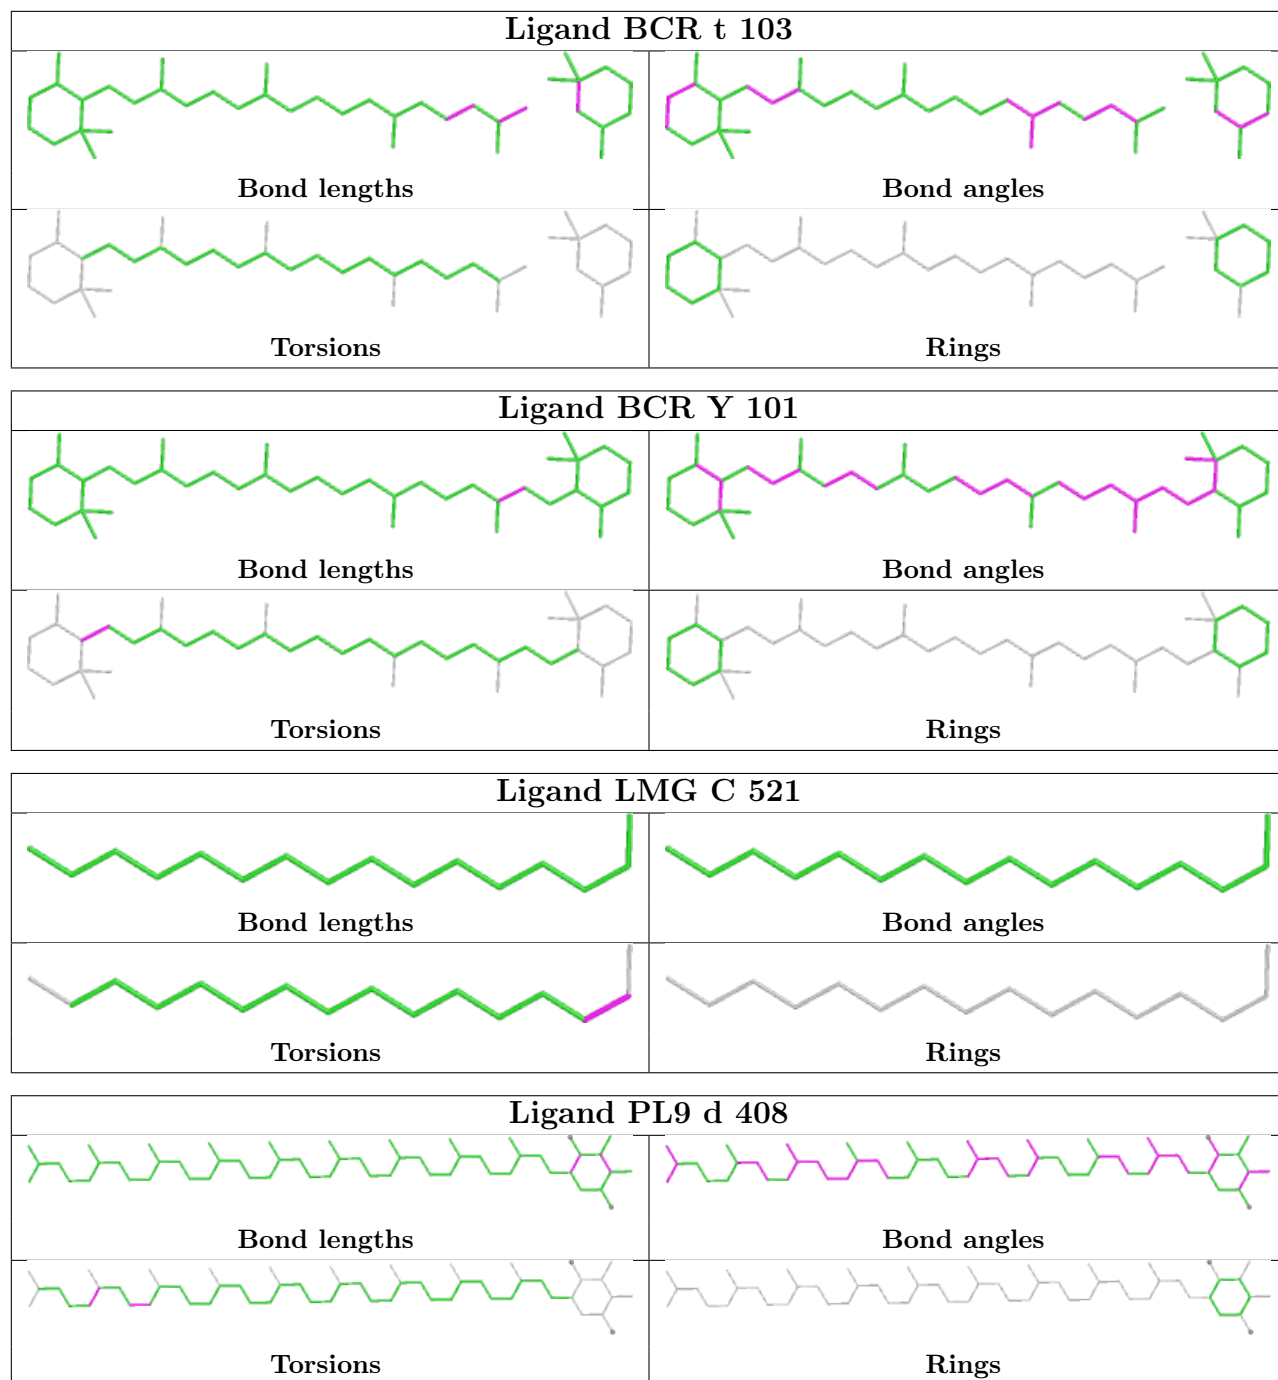 Ligand BCR t 103
Bond lengths
Bond angles
Torsions
Rings
Ligand BCR Y 101
Bond lengths
Bond angles
Torsions
Rings
Ligand LMG C 521
Bond lengths
Bond angles
Torsions
Rings
Ligand PL9 d 408
Bond lengths
Bond angles
Torsions
Rings